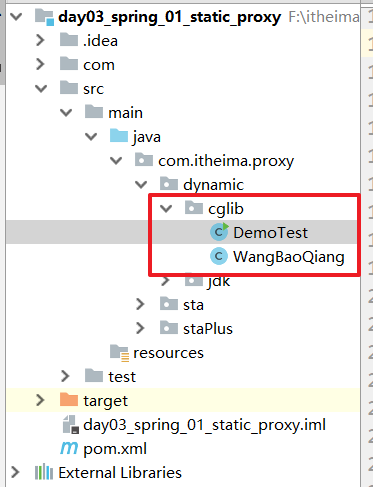 day03_spring_01_static_proxy F:\itheima
.idea
com
src
main
java
com.itheima.proxy
dynamic
cglib
DemoTest
WangBaoQiang
jdk
sta
staPlus
resources
test
target
day03_spring_01_static_proxy.iml
pom.xml
External Libraries